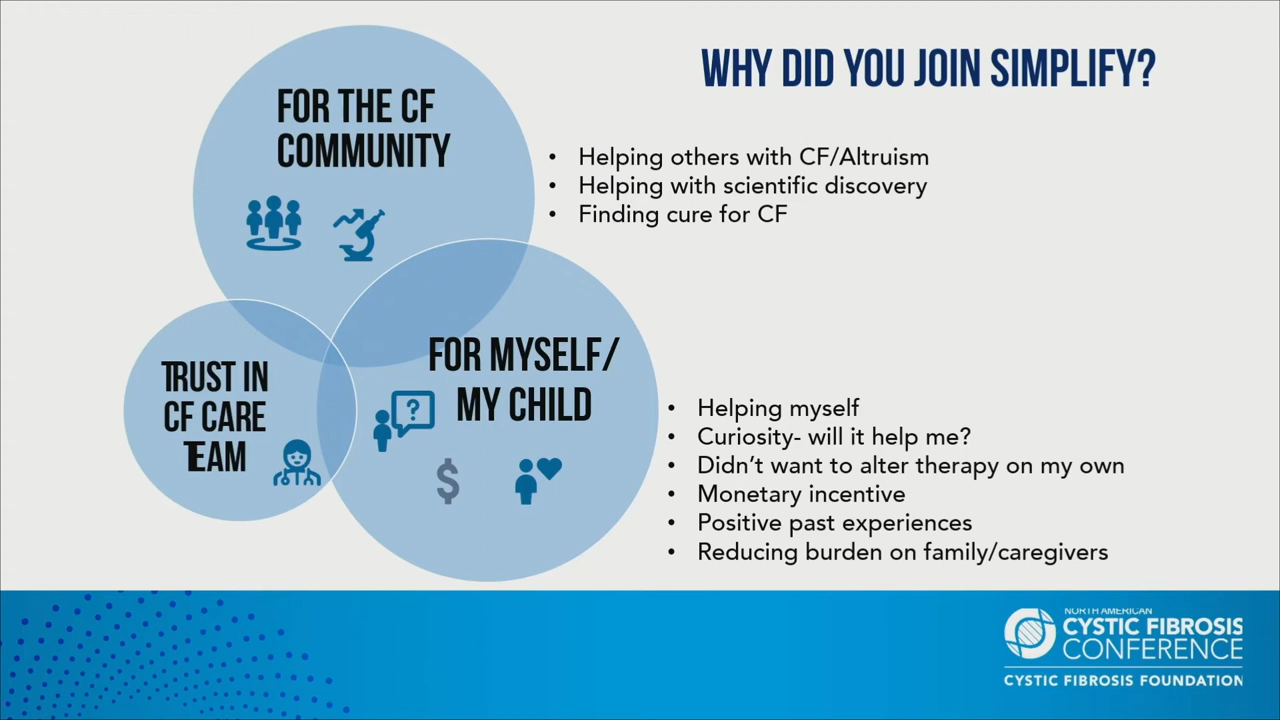 WHY DID YOU JOIN SIMPLIFY?
FOR THE CF
COMMUNITY
• Helping others with CF/Altruism
• Helping with scientific discovery
• Finding cure for CF
TRUST IN
CF CARE
TEAM
FOR MYSELF/
MY CHILD
?
$
• Helping myself
• Curiosity- will it help me?
• Didn't want to alter therapy on my own
• Monetary incentive
• Positive past experiences
• Reducing burden on family/caregivers
NORTH AMERICAN
CYSTIC FIBROSIS
CONFERENCE
CYSTIC FIBROSIS FOUNDATION